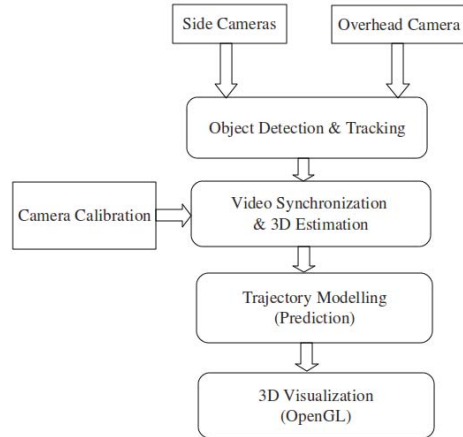 Side Cameras
Overhead Camera
Object Detection & Tracking
Camera Calibration
Video Synchronization
& 3D Estimation
Trajectory Modelling
(Prediction)
3D Visualization
(OpenGL)